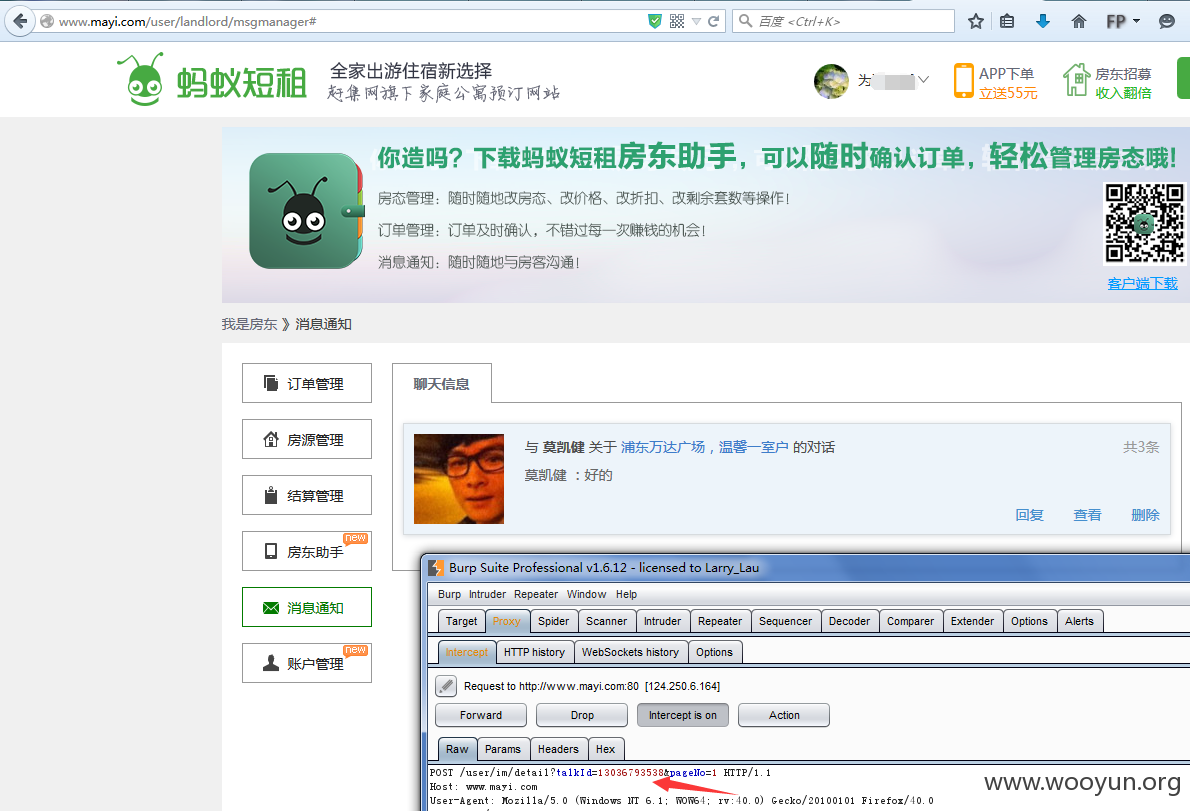 www.mayi.com/user/landlord/msgmanager#
百度 <Ctrl+K>
FP
蚂蚁短租
全家出游住宿新选择
赶集网旗下家庭公寓预订网站
为
APP下单
立送55元
房东招募
收入翻倍
你造吗？下载蚂蚁短租房东助手，可以随时确认订单，轻松管理房态哦！
房态管理：随时随地改房态、改价格、改折扣、改剩余套数等操作！
订单管理：订单及时确认，不错过每一次赚钱的机会！
消息通知：随时随地与房客沟通！
客户端下载
我是房东 》消息通知
订单管理
房源管理
结算管理
房东助手
new
消息通知
账户管理
new
聊天信息
与 莫凯健 关于 浦东万达广场，温馨一室户 的对话
共3条
莫凯健 ：好的
回复 查看 删除
Burp Suite Professional v1.6.12 - licensed to Larry_Lau
Burp Intruder Repeater Window Help
Target Proxy Spider Scanner Intruder Repeater Sequencer Decoder Comparer Extender Options Alerts
Intercept HTTP history WebSockets history Options
Request to http://www.mayi.com:80 [124.250.6.164]
Forward Drop Intercept is on Action
Raw Params Headers Hex
POST /user/im/detail?talkId=13036793538&pageNo=1 HTTP/1.1
Host: www.mayi.com
User-Agent: Mozilla/5.0 (Windows NT 6.1; WOW64; rv:40.0) Gecko/20100101 Firefox/40.0
www.wooyun.org